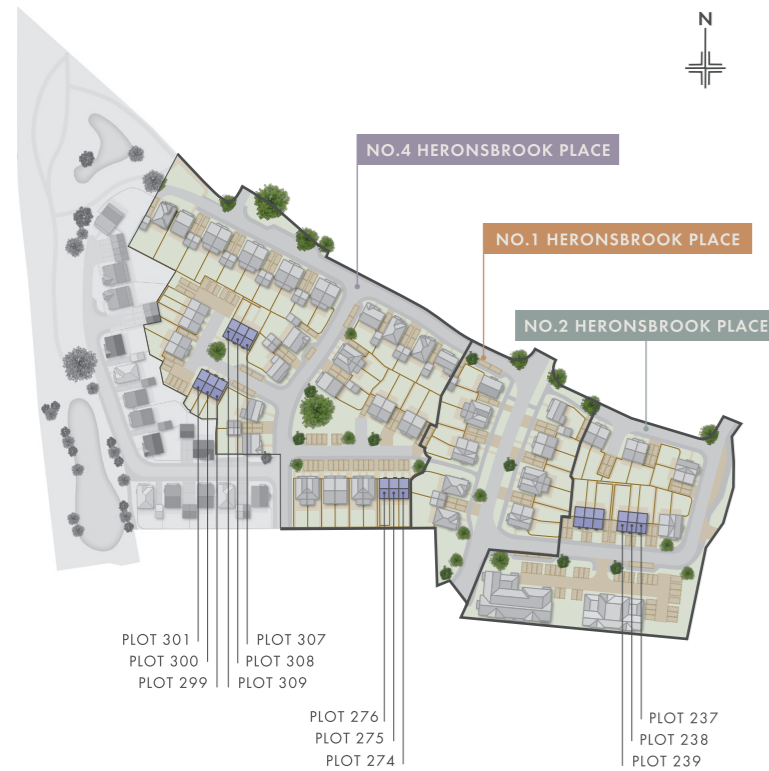 N
NO.4 HERONSBROOK PLACE
NO.1 HERONSBROOK PLACE
NO.2 HERONSBROOK PLACE
PLOT 301
PLOT 300
PLOT 299
PLOT 307
PLOT 308
PLOT 309
PLOT 276
PLOT 275
PLOT 274
PLOT 237
PLOT 238
PLOT 239